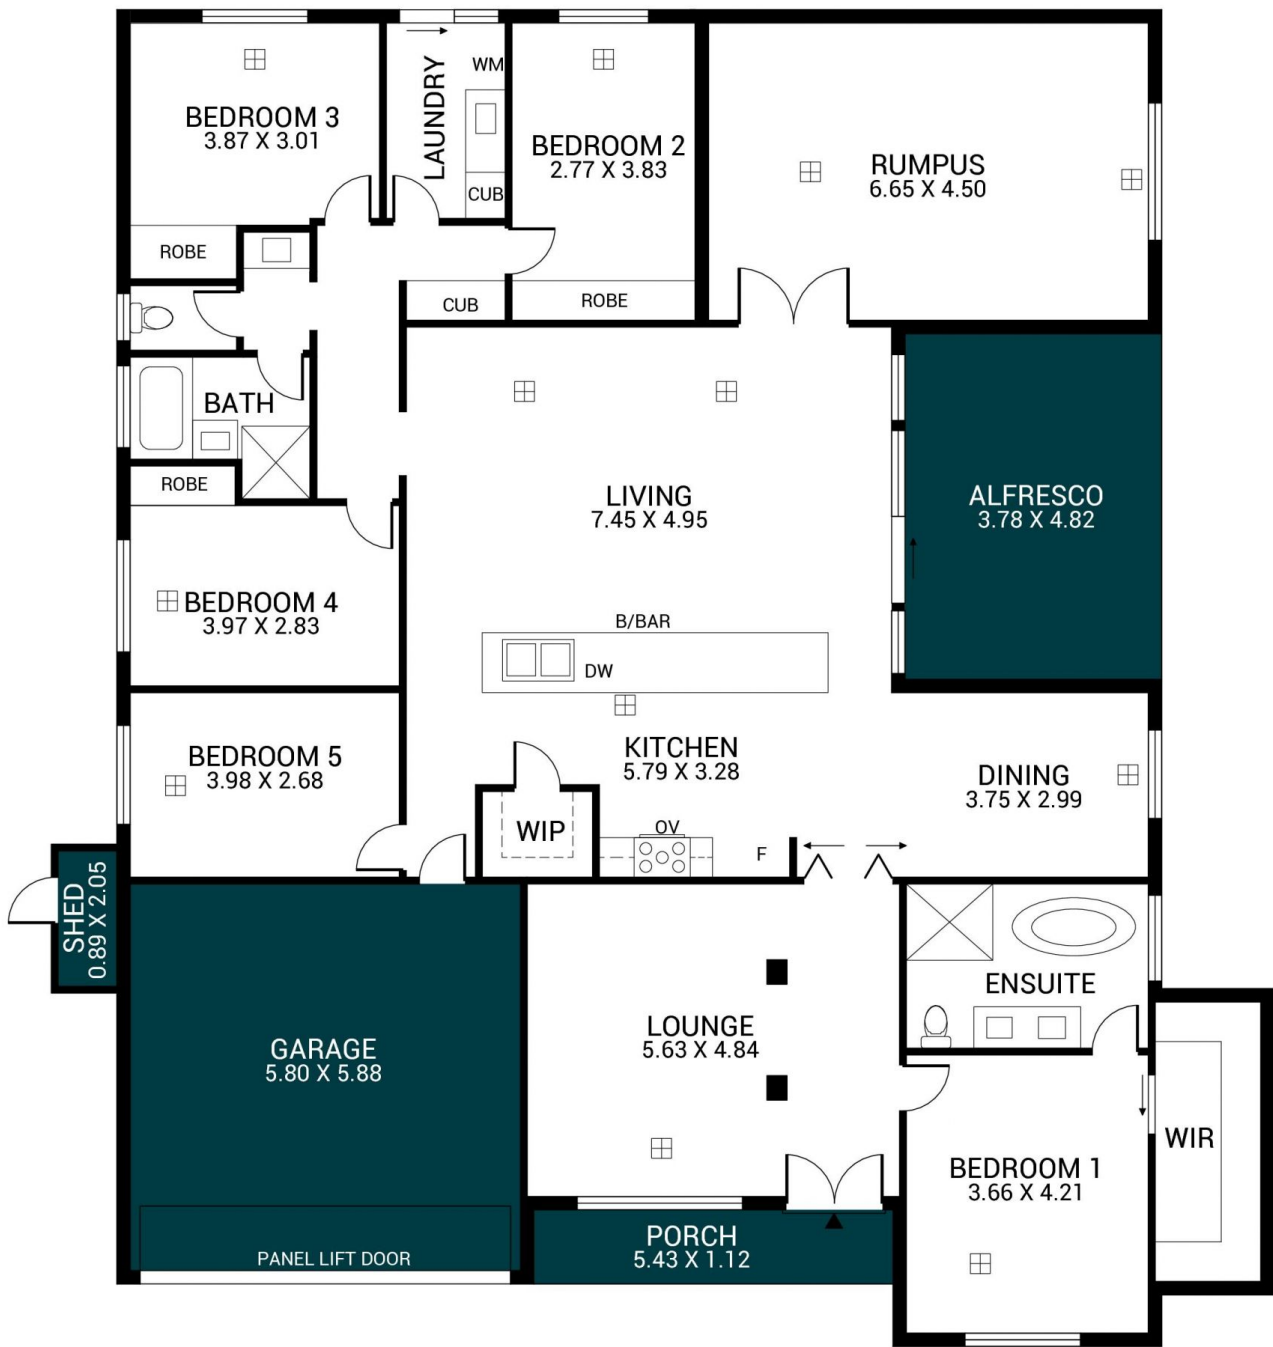 BEDROOM 3
3.87 X 3.01
LAUNDRY
WM
CUB
BEDROOM 2
2.77 X 3.83
RUMPUS
6.65 X 4.50
ROBE
CUB
ROBE
BATH
ROBE
LIVING
7.45 X 4.95
ALFRESCO
3.78 X 4.82
BEDROOM 4
3.97 X 2.83
B/BAR
DW
BEDROOM 5
3.98 X 2.68
KITCHEN
5.79 X 3.28
DINING
3.75 X 2.99
WIP
OV
F
SHED
0.89 X 2.05
ENSUITE
GARAGE
5.80 X 5.88
LOUNGE
5.63 X 4.84
WIR
BEDROOM 1
3.66 X 4.21
PORCH
5.43 X 1.12
PANEL LIFT DOOR